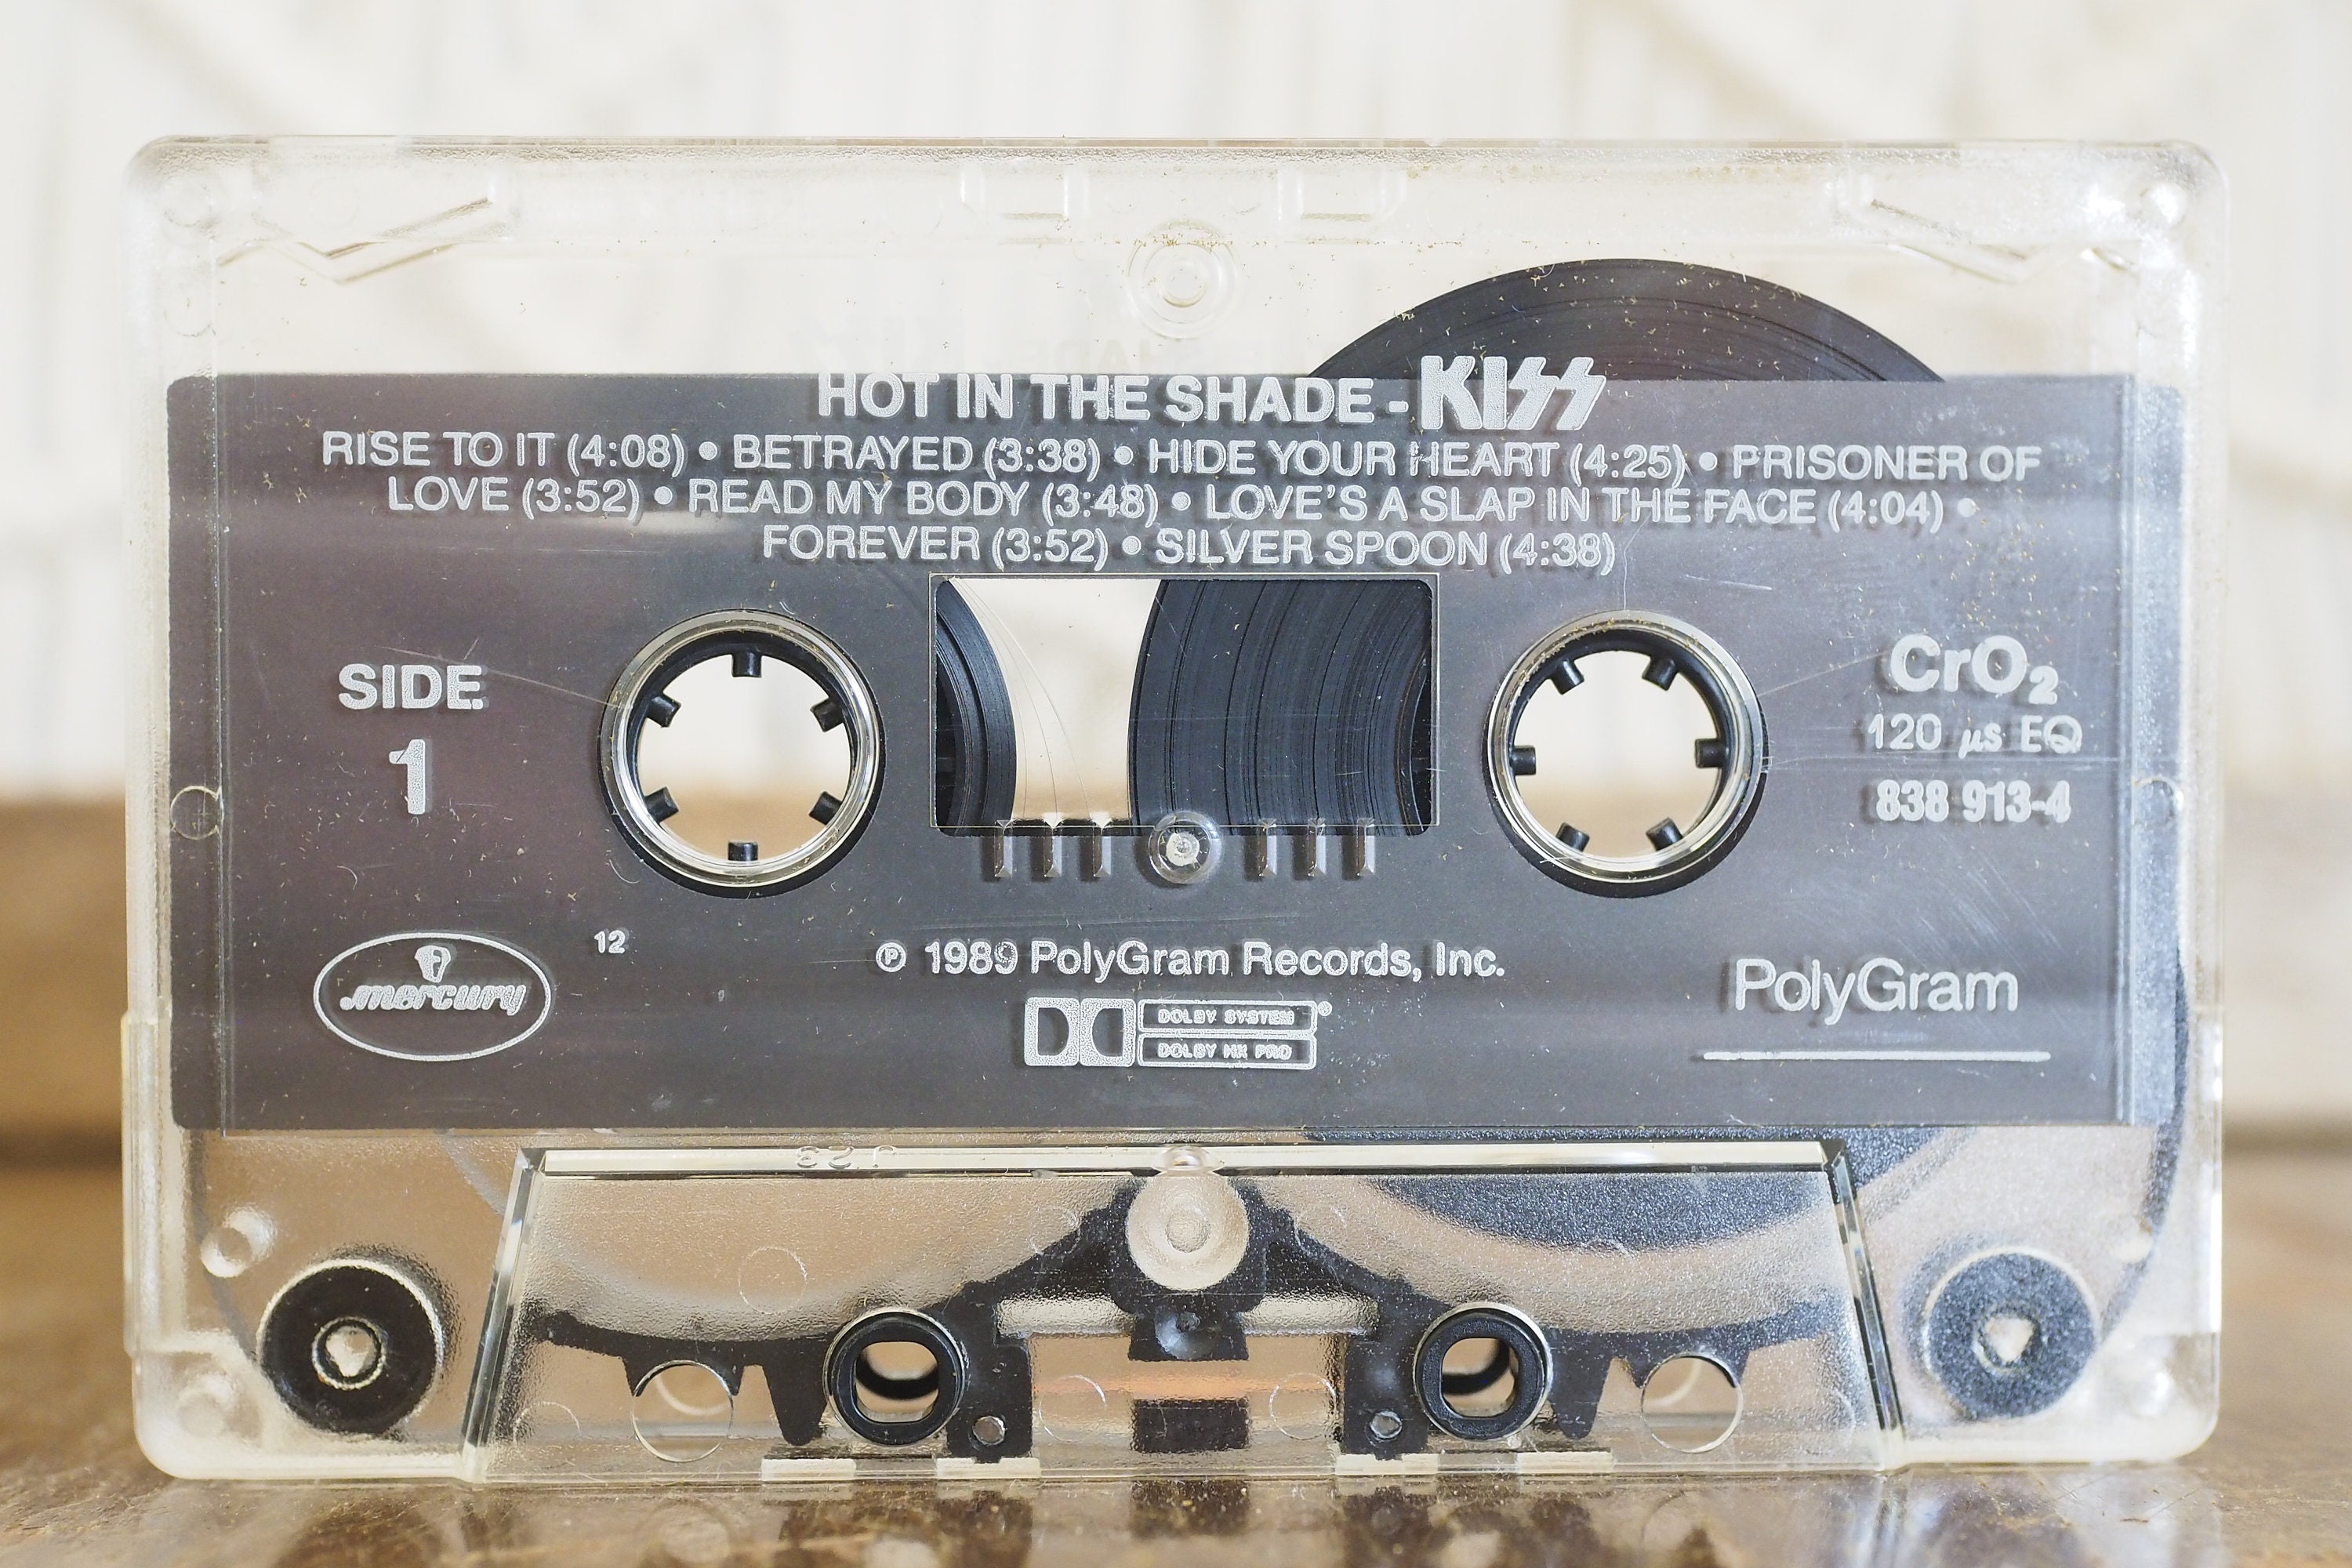 HOT IN THE SHADE - KISS
RISE TO IT (4:08) • BETRAYED (3:38) • HIDE YOUR HEART (4:25) • PRISONER OF
LOVE (3:52) • READ MY BODY (3:48) • LOVE'S A SLAP IN THE FACE (4:04) •
FOREVER (3:52) • SILVER SPOON (4:38)
SIDE
1
CrO₂
120 µs EQ
838 913-4
mercury
12
℗ 1989 PolyGram Records, Inc.
DOLBY SYSTEM®
DOLBY HX PRO
PolyGram